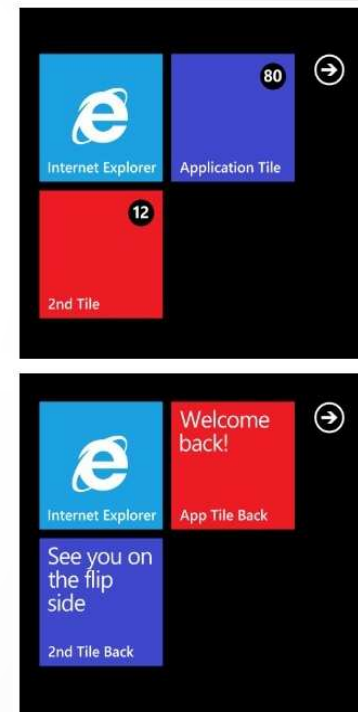 80
Internet Explorer
Application Tile
12
2nd Tile
Welcome
back!
Internet Explorer
App Tile Back
See you on
the flip
side
2nd Tile Back